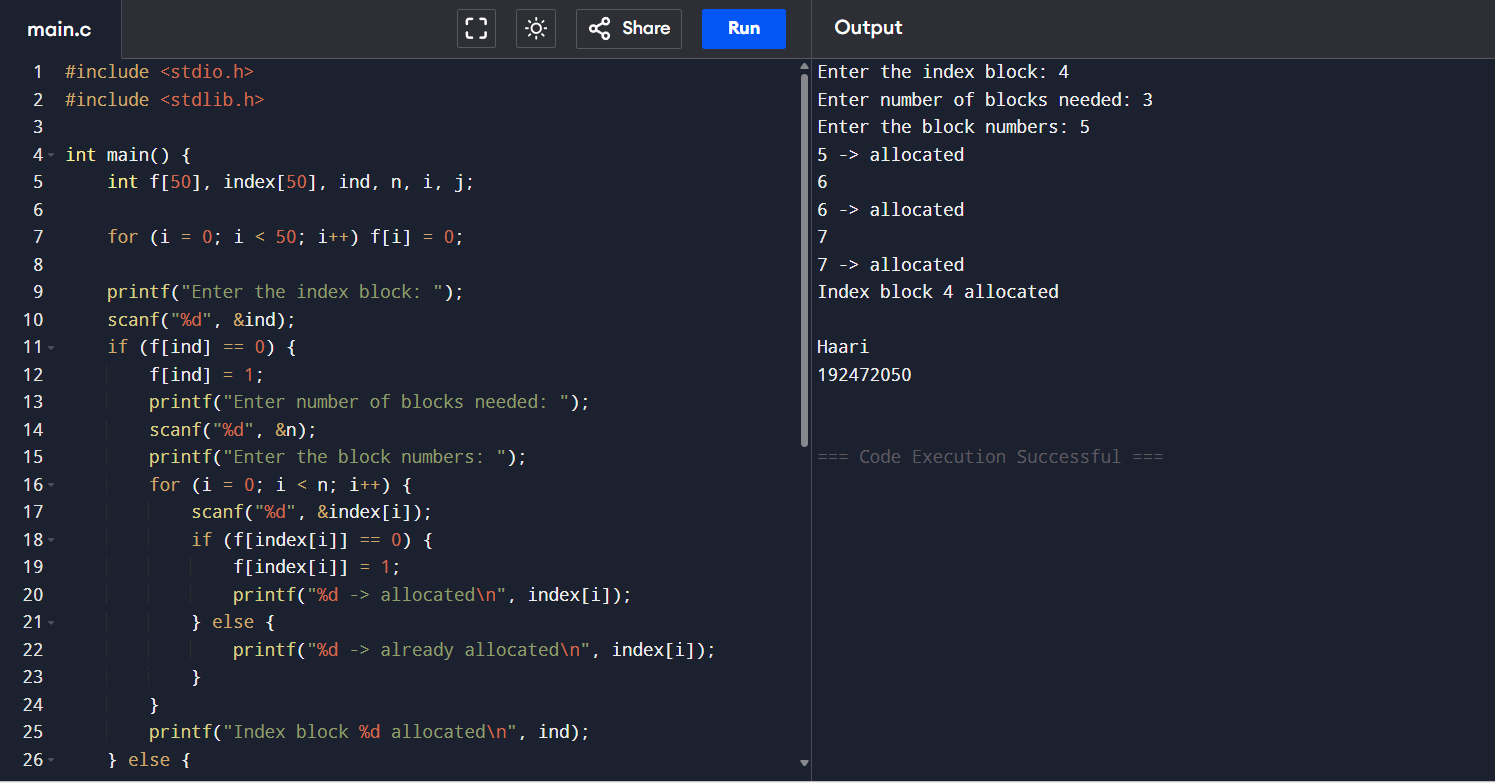 main.c
Share
Run
Output
1 #include <stdio.h>
2 #include <stdlib.h>
3
4 int main() {
5     int f[50], index[50], ind, n, i, j;
6
7     for (i = 0; i < 50; i++) f[i] = 0;
8
9     printf("Enter the index block: ");
10     scanf("%d", &ind);
11     if (f[ind] == 0) {
12         f[ind] = 1;
13         printf("Enter number of blocks needed: ");
14         scanf("%d", &n);
15         printf("Enter the block numbers: ");
16         for (i = 0; i < n; i++) {
17             scanf("%d", &index[i]);
18             if (f[index[i]] == 0) {
19                 f[index[i]] = 1;
20                 printf("%d -> allocated\n", index[i]);
21             } else {
22                 printf("%d -> already allocated\n", index[i]);
23             }
24         }
25         printf("Index block %d allocated\n", ind);
26     } else {
Enter the index block: 4
Enter number of blocks needed: 3
Enter the block numbers: 5
5 -> allocated
6
6 -> allocated
7
7 -> allocated
Index block 4 allocated
Haari
192472050
=== Code Execution Successful ===